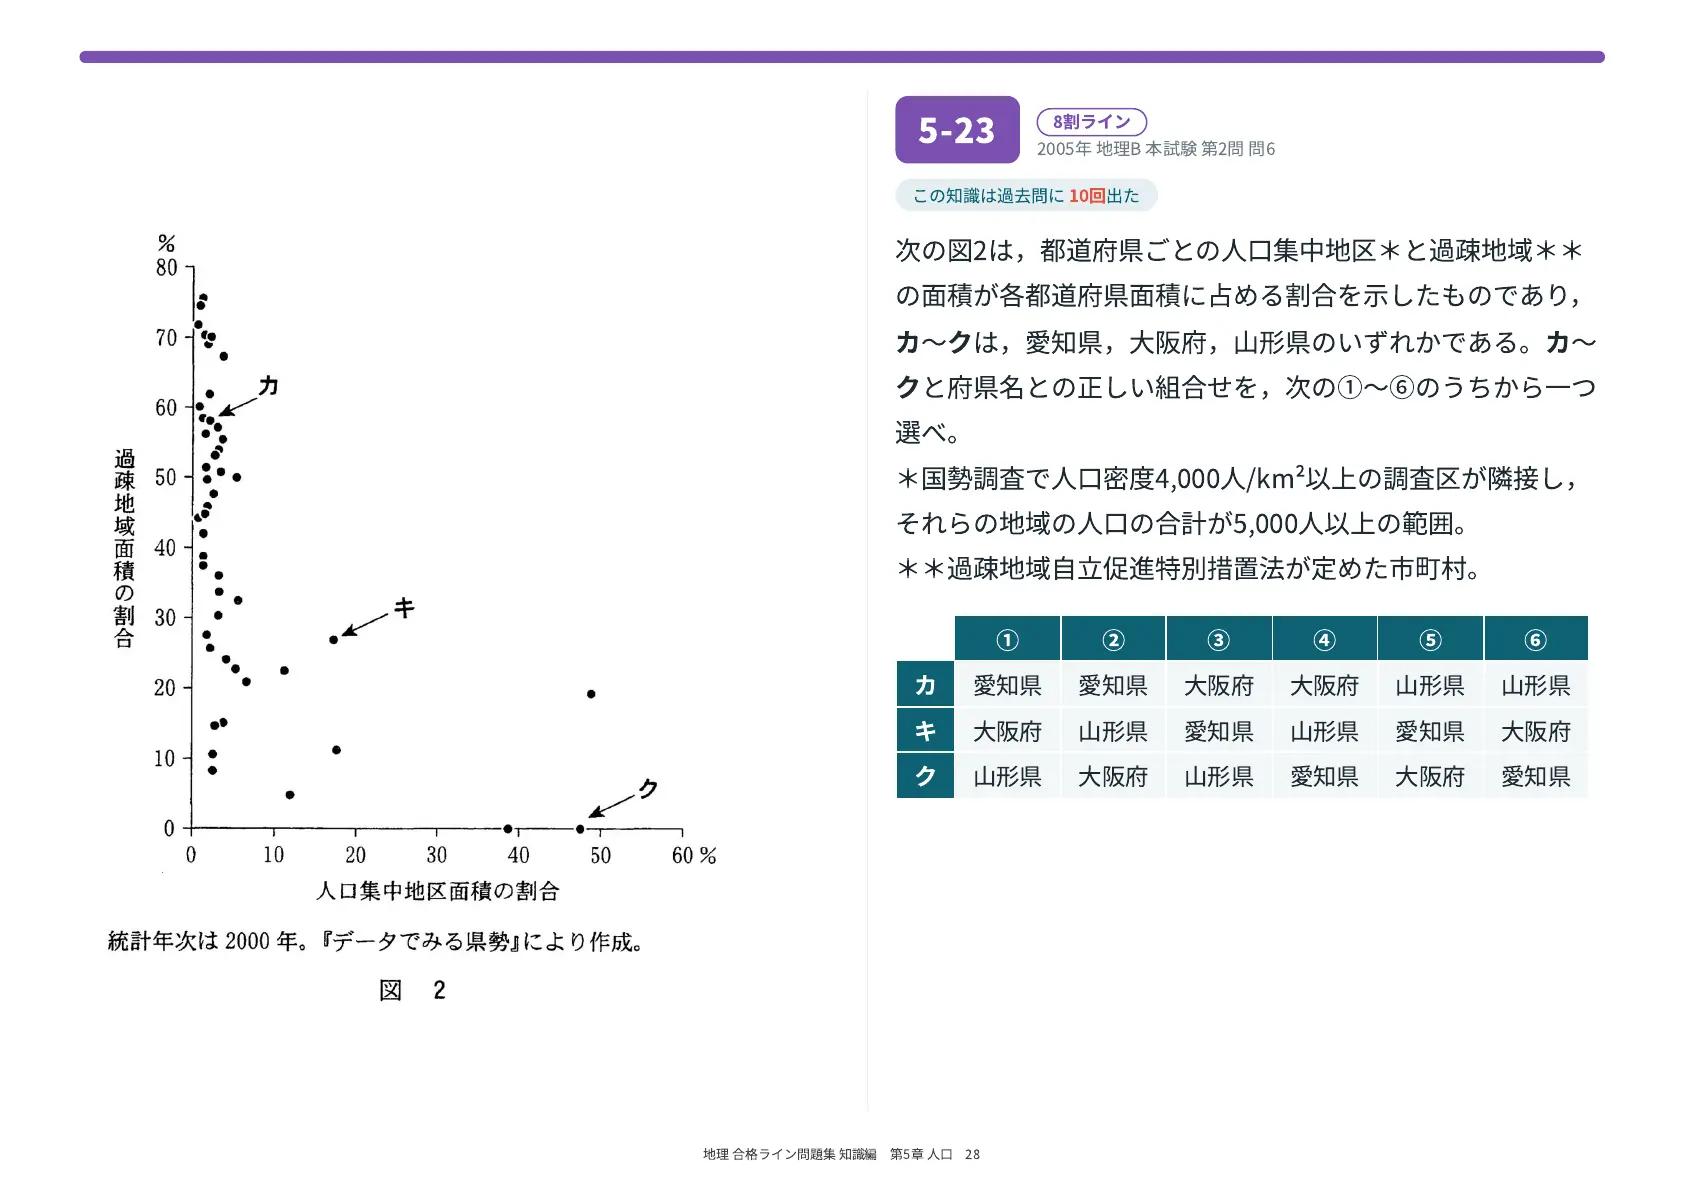 %
80
70
60
50
40
30
20
10
0
過疎地域面積の割合
カ
キ
ク
0 10 20 30 40 50 60 %
人口集中地区面積の割合
統計年次は 2000 年。『データでみる県勢』により作成。
図 2
5-23
8割ライン
2005年 地理B 本試験 第2問 問6
この知識は過去問に 10回出た
次の図2は，都道府県ごとの人口集中地区＊と過疎地域＊＊
の面積が各都道府県面積に占める割合を示したものであり，
カ～クは，愛知県，大阪府，山形県のいずれかである。カ～
クと府県名との正しい組合せを，次の①～⑥のうちから一つ
選べ。
＊国勢調査で人口密度4,000人/km²以上の調査区が隣接し，
それらの地域の人口の合計が5,000人以上の範囲。
＊＊過疎地域自立促進特別措置法が定めた市町村。
① ② ③ ④ ⑤ ⑥
カ 愛知県 愛知県 大阪府 大阪府 山形県 山形県
キ 大阪府 山形県 愛知県 山形県 愛知県 大阪府
ク 山形県 大阪府 山形県 愛知県 大阪府 愛知県
地理 合格ライン問題集 知識編 第5章 人口 28